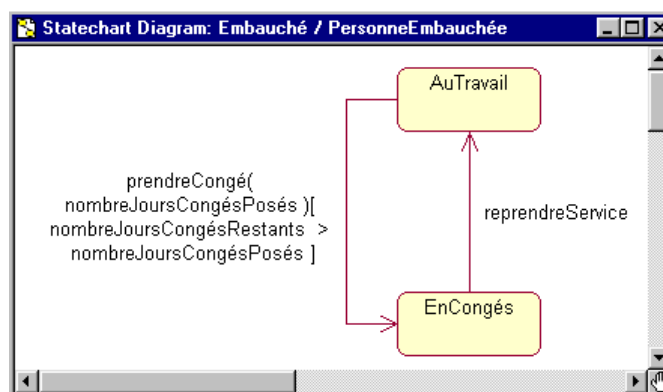 Statechart Diagram: Embauché / PersonneEmbauchée
AuTravail
prendreCongé(
nombreJoursCongésPosés )[
nombreJoursCongésRestants >
nombreJoursCongésPosés ]
reprendreService
EnCongés